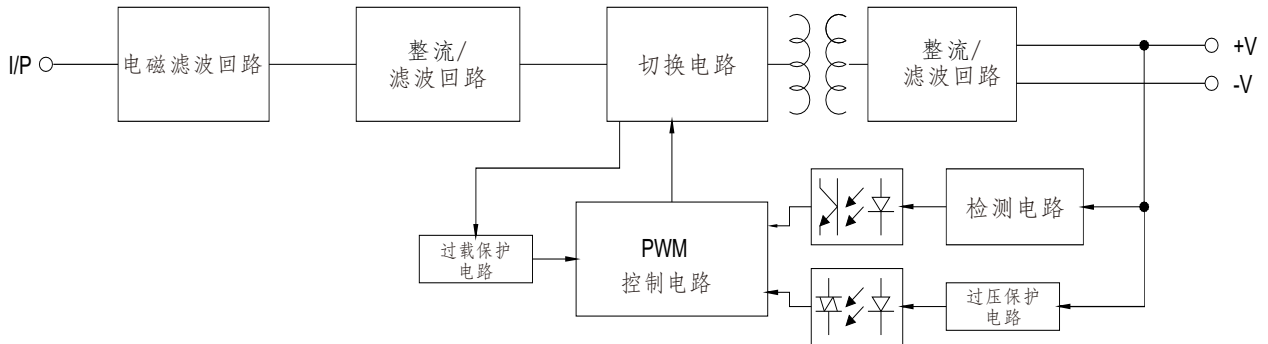 I/P
电磁滤波回路
整流/
滤波回路
切换电路
整流/
滤波回路
+V
-V
检测电路
过载保护
电路
PWM
控制电路
过压保护
电路